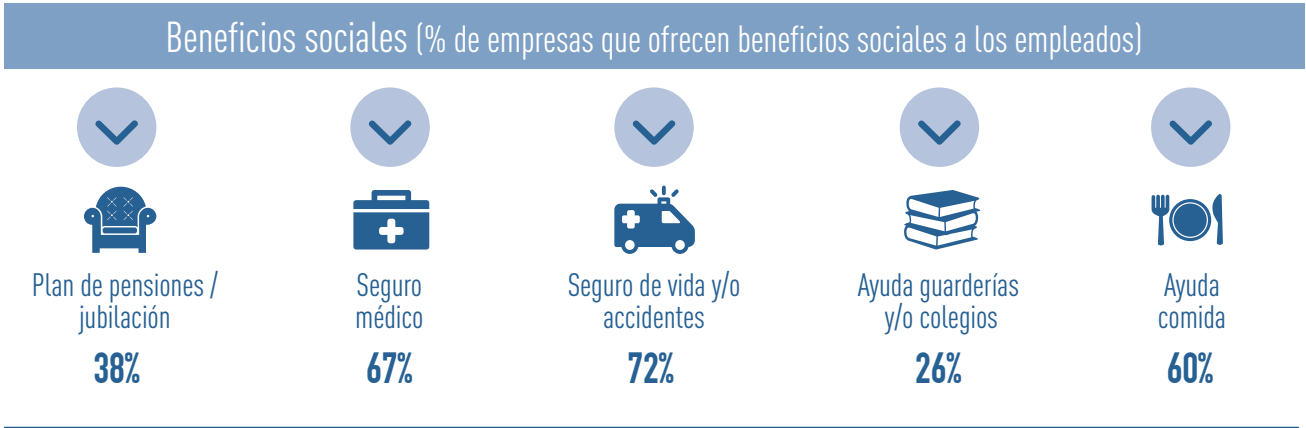 Beneficios sociales (% de empresas que ofrecen beneficios sociales a los empleados)
Plan de pensiones /
jubilación
38%
Seguro
médico
67%
Seguro de vida y/o
accidentes
72%
Ayuda guarderías
y/o colegios
26%
Ayuda
comida
60%